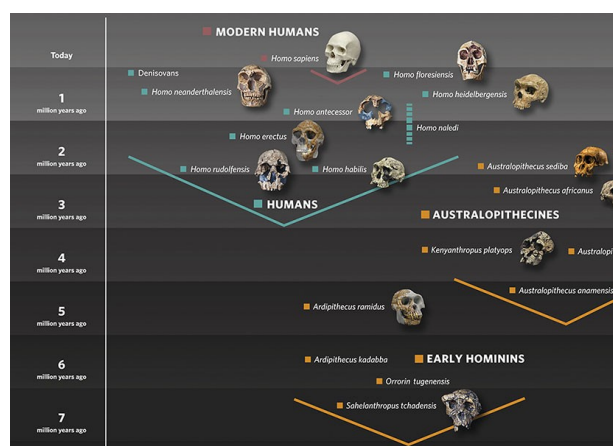 MODERN HUMANS
Today
Homo sapiens
Denisovans
Homo floresiensis
Homo neanderthalensis
Homo heidelbergensis
1
million years ago
Homo antecessor
Homo naledi
Homo erectus
2
million years ago
Homo rudolfensis
Homo habilis
Australopithecus sediba
Australopithecus africanus
3
million years ago
HUMANS
AUSTRALOPITHECINES
4
million years ago
Kenyanthropus platyops
Australopi
Australopithecus anamensis
5
million years ago
Ardipithecus ramidus
6
million years ago
Ardipithecus kadabba
EARLY HOMININS
Orrorin tugenensis
Sahelanthropus tchadensis
7
million years ago